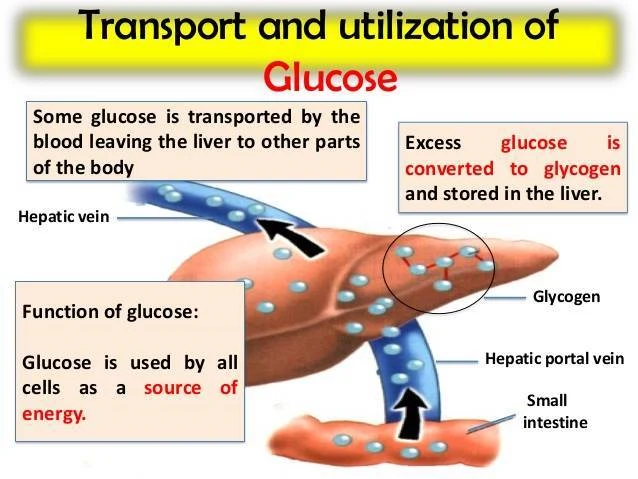 Transport and utilization of
Glucose
Some glucose is transported by the
blood leaving the liver to other parts
of the body
Excess glucose is
converted to glycogen
and stored in the liver.
Hepatic vein
Glycogen
Function of glucose:
Glucose is used by all
cells as a source of
energy.
Hepatic portal vein
Small
intestine